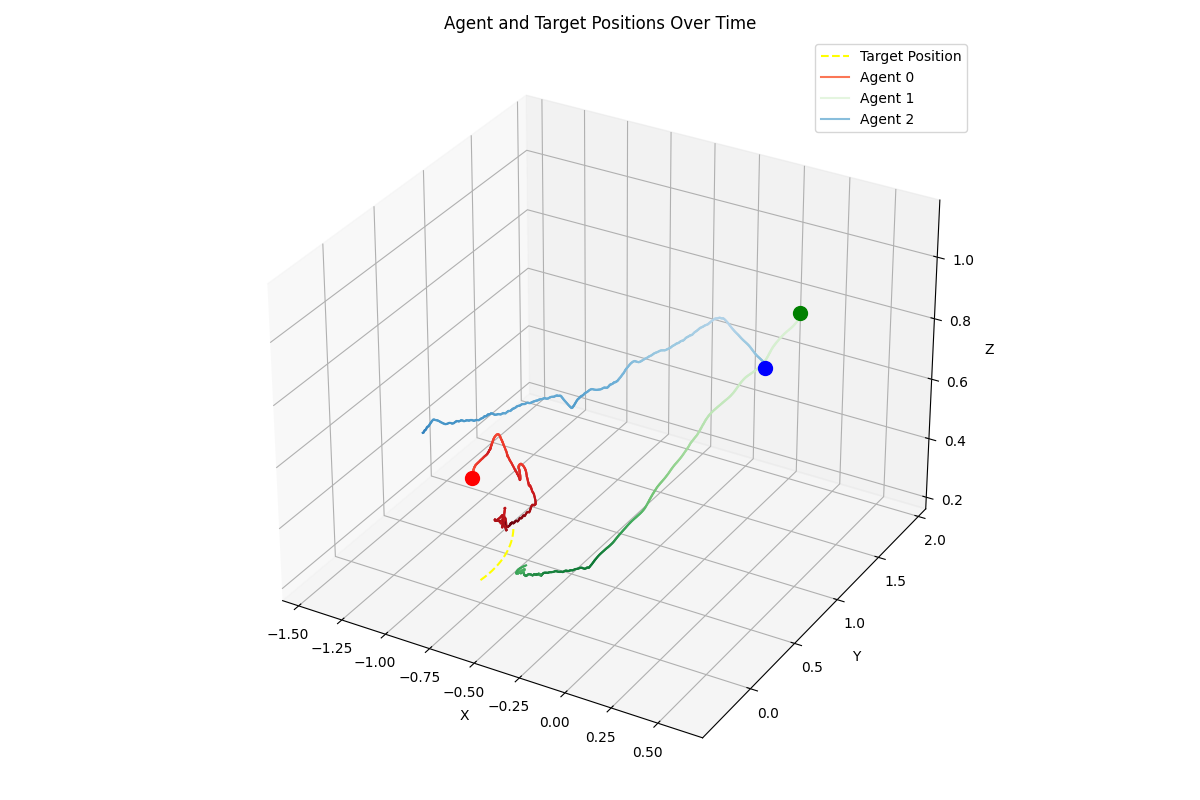 Agent and Target Positions Over Time
Target Position
Agent 0
Agent 1
Agent 2
1.0
0.8
Z
0.6
0.4
0.2
2.0
1.5
1.0
Y
0.5
0.0
−1.50
−1.25
−1.00
−0.75
−0.50
−0.25
0.00
0.25
0.50
X